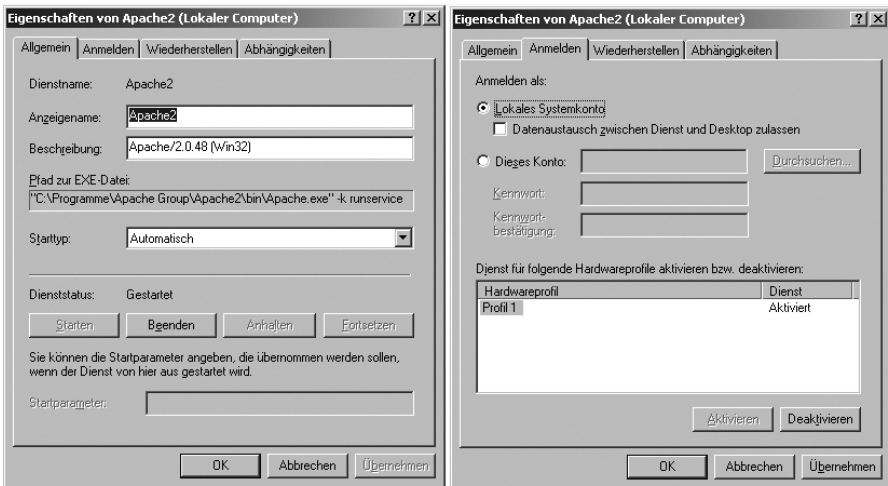 Eigenschaften von Apache2 (Lokaler Computer)
Allgemein Anmelden Wiederherstellen Abhängigkeiten
Dienstname: Apache2
Anzeigename: Apache2
Beschreibung: Apache/2.0.48 (Win32)
Pfad zur EXE-Datei:
"C:\Programme\Apache Group\Apache2\bin\Apache.exe" -k runservice
Starttyp: Automatisch
Dienststatus: Gestartet
Starten Beenden Anhalten Fortsetzen
Sie können die Startparameter angeben, die übernommen werden sollen,
wenn der Dienst von hier aus gestartet wird.
Startparameter:
OK Abbrechen Übernehmen
Eigenschaften von Apache2 (Lokaler Computer)
Allgemein Anmelden Wiederherstellen Abhängigkeiten
Anmelden als:
Lokales Systemkonto
Datenaustausch zwischen Dienst und Desktop zulassen
Dieses Konto: Durchsuchen...
Kennwort:
Kennwort-
bestätigung:
Dienst für folgende Hardwareprofile aktivieren bzw. deaktivieren:
Hardwareprofil Dienst
Profil 1 Aktiviert
Aktivieren Deaktivieren
OK Abbrechen Übernehmen